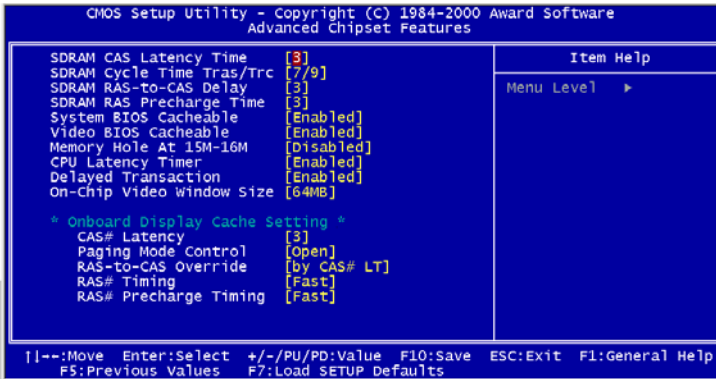 CMOS Setup Utility - Copyright (C) 1984-2000 Award Software
Advanced Chipset Features
SDRAM CAS Latency Time [3]
SDRAM Cycle Time Tras/Trc [7/9]
SDRAM RAS-to-CAS Delay [3]
SDRAM RAS Precharge Time [3]
System BIOS Cacheable [Enabled]
Video BIOS Cacheable [Enabled]
Memory Hole At 15M-16M [Disabled]
CPU Latency Timer [Enabled]
Delayed Transaction [Enabled]
On-Chip Video Window Size [64MB]
* Onboard Display Cache Setting *
CAS# Latency [3]
Paging Mode Control [Open]
RAS-to-CAS Override [by CAS# LT]
RAS# Timing [Fast]
RAS# Precharge Timing [Fast]
Item Help
Menu Level ▶
↑↓→←:Move Enter:Select +/-/PU/PD:Value F10:Save ESC:Exit F1:General Help
F5:Previous Values F7:Load SETUP Defaults